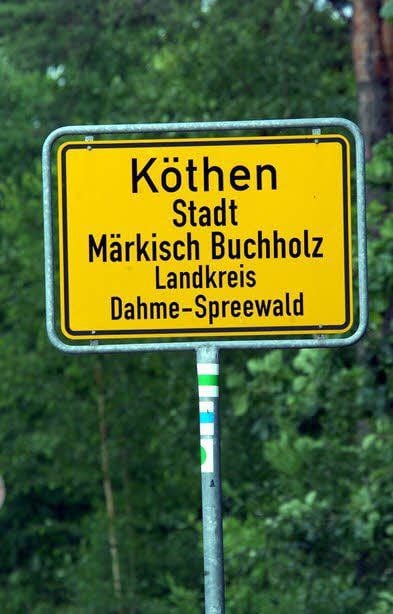 Köthen
Stadt
Märkisch Buchholz
Landkreis
Dahme-Spreewald